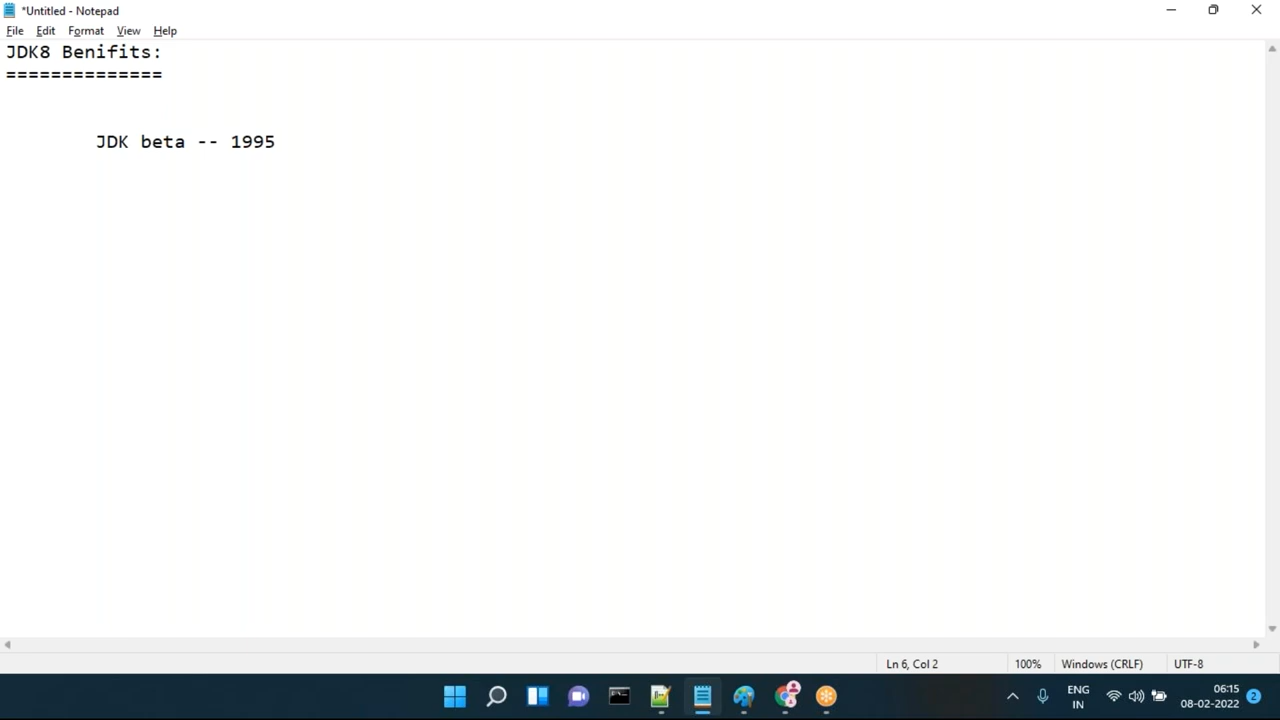 *Untitled - Notepad
File Edit Format View Help
JDK8 Benifits:
==============
JDK beta -- 1995
Ln 6, Col 2 100% Windows (CRLF) UTF-8
ENG
IN
06:15
08-02-2022
2